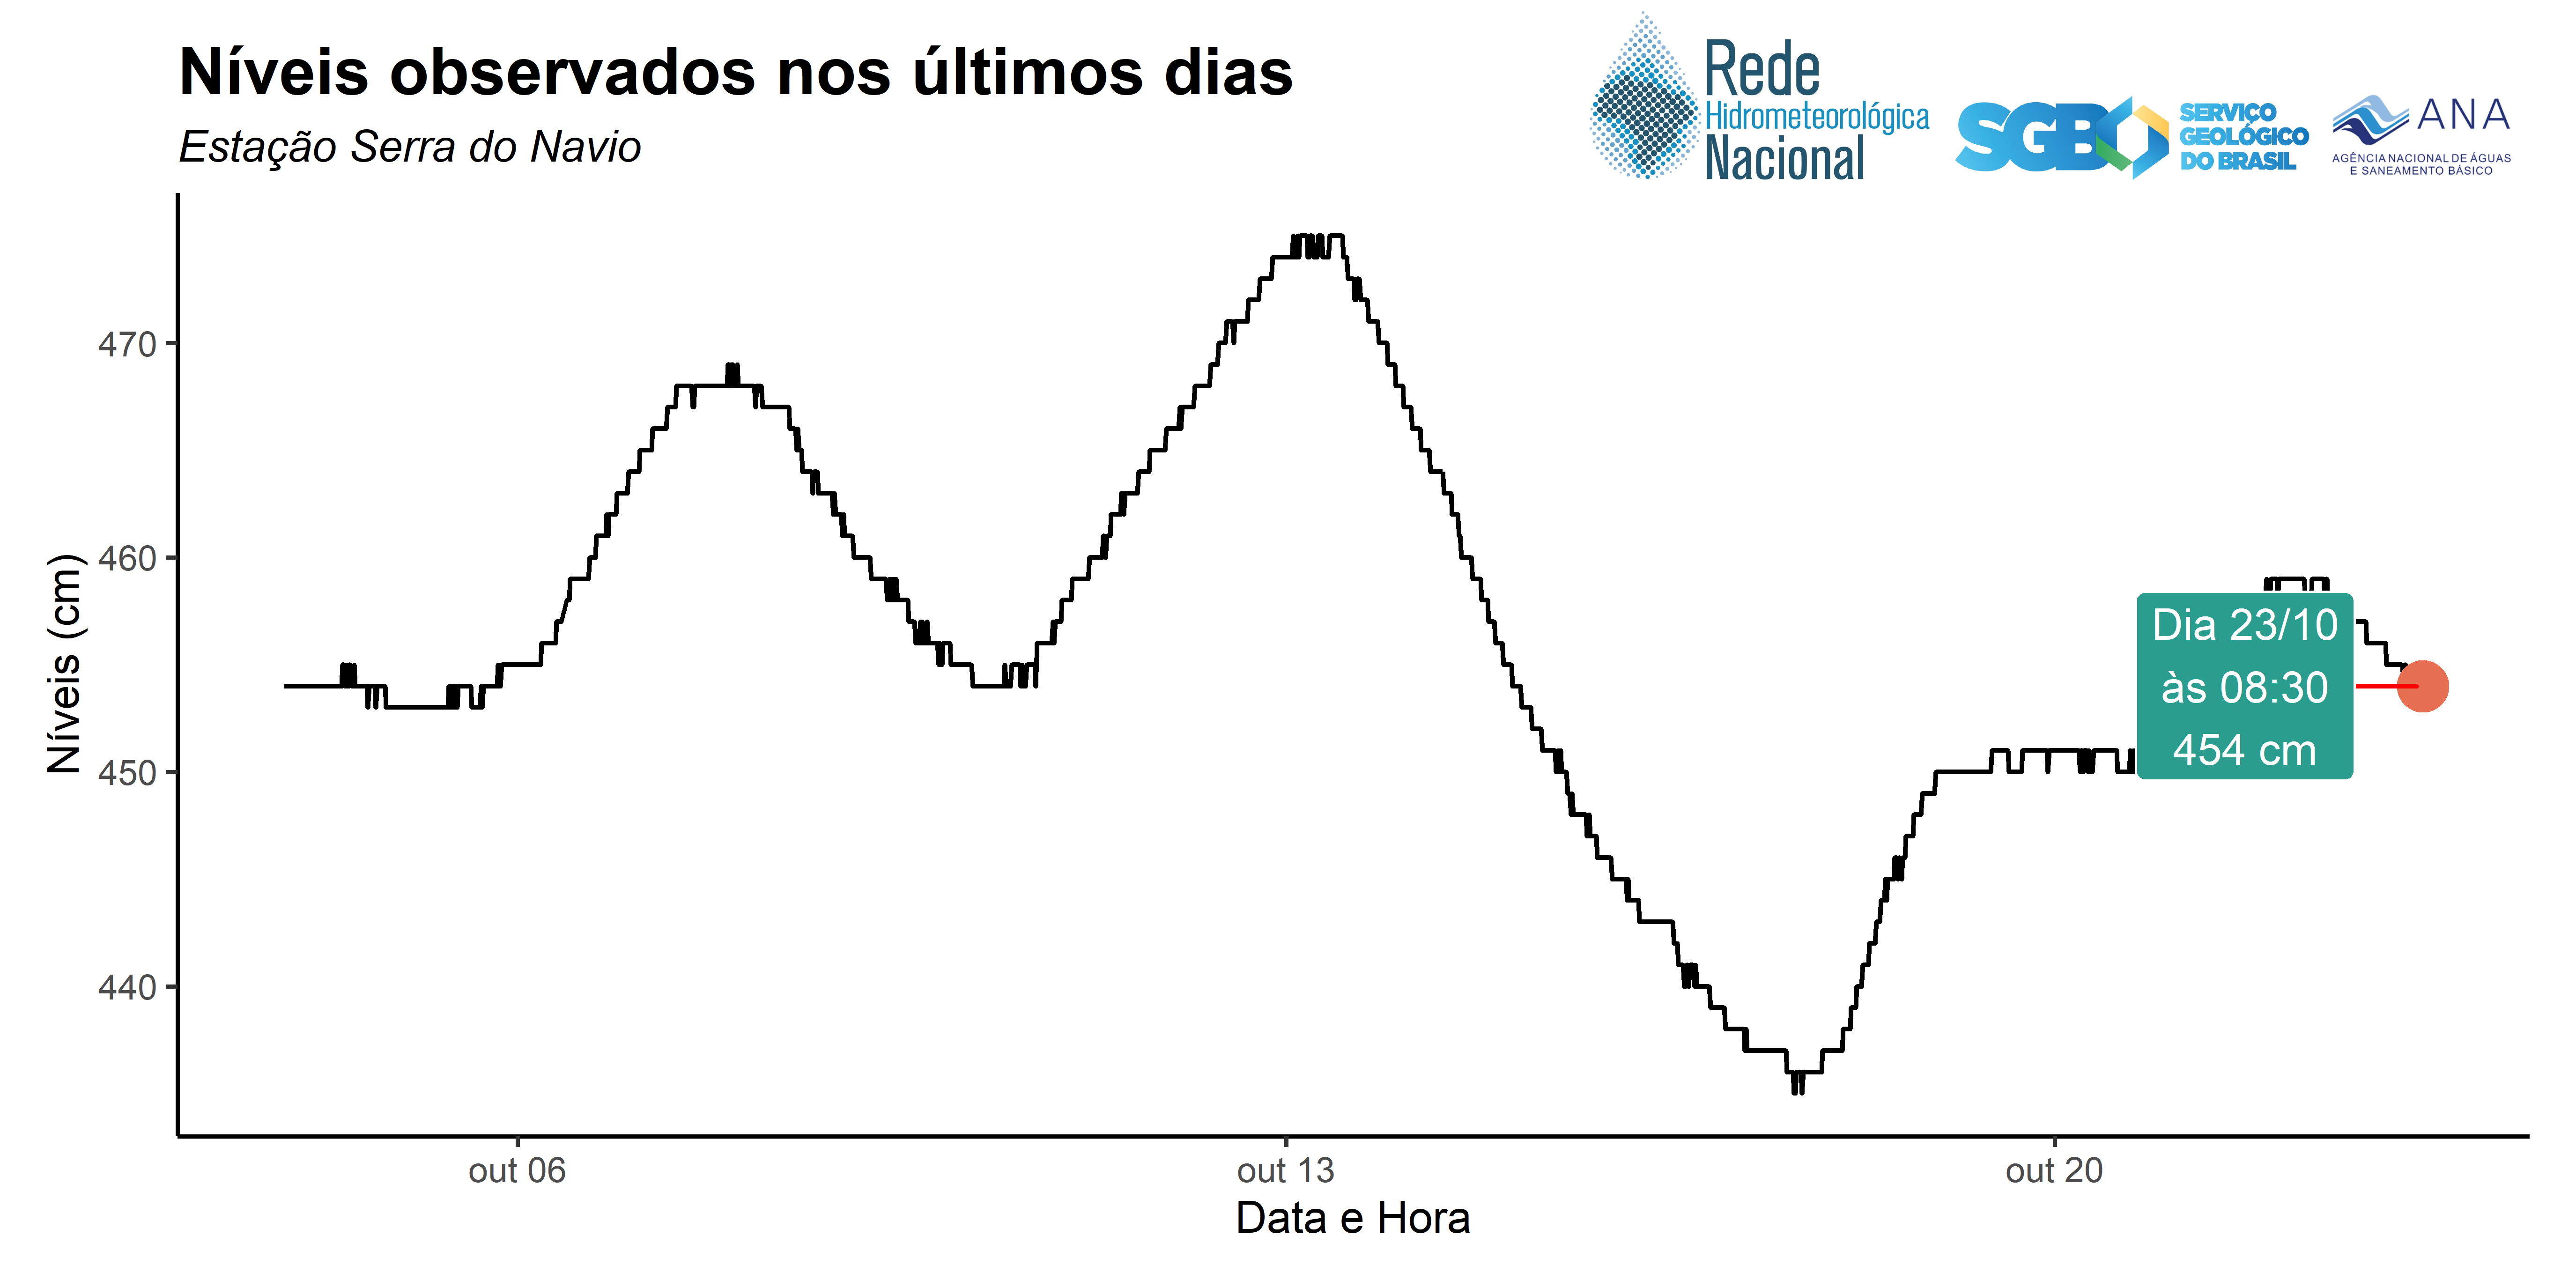 Níveis observados nos últimos dias
Estação Serra do Navio
Rede
Hidrometeorológica
Nacional
SGB
SERVIÇO
GEOLÓGICO
DO BRASIL
ANA
AGÊNCIA NACIONAL DE ÁGUAS
E SANEAMENTO BÁSICO
Níveis (cm)
470
460
450
440
Dia 23/10
às 08:30
454 cm
out 06
out 13
out 20
Data e Hora